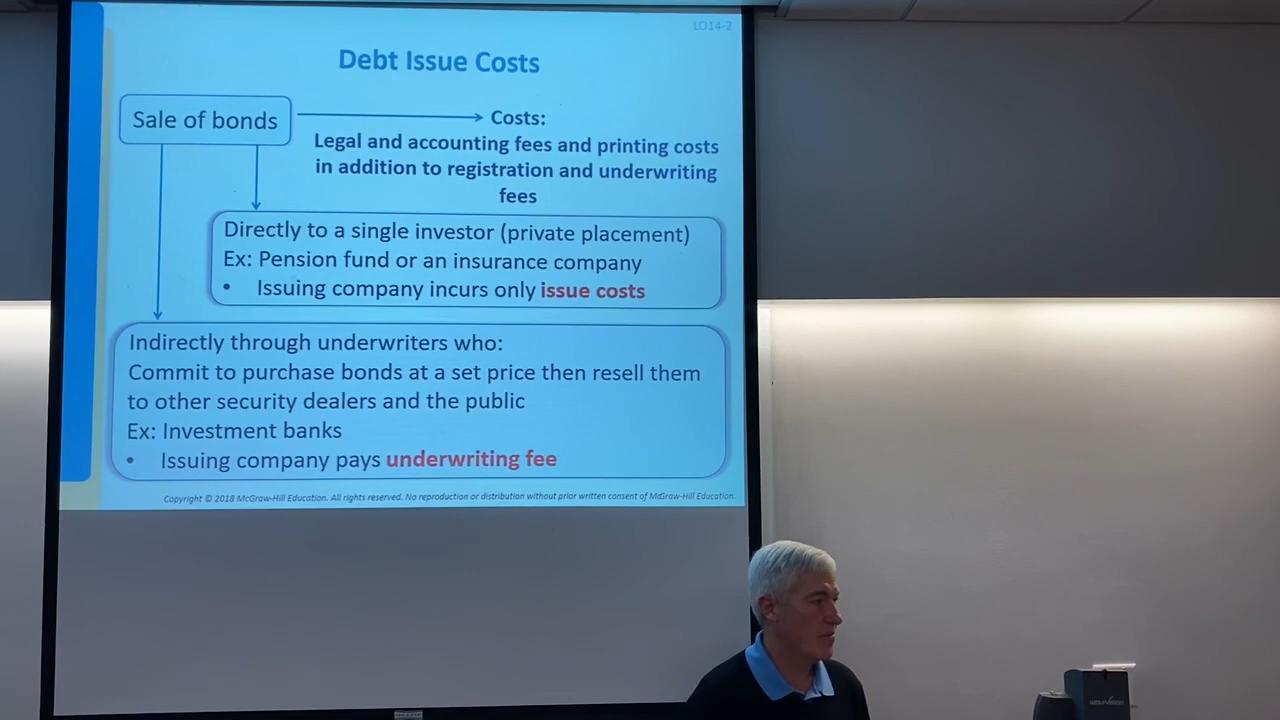 LO14-2
Debt Issue Costs
Sale of bonds
Costs:
Legal and accounting fees and printing costs
in addition to registration and underwriting
fees
Directly to a single investor (private placement)
Ex: Pension fund or an insurance company
• Issuing company incurs only issue costs
Indirectly through underwriters who:
Commit to purchase bonds at a set price then resell them
to other security dealers and the public
Ex: Investment banks
• Issuing company pays underwriting fee
Copyright © 2018 McGraw-Hill Education. All rights reserved. No reproduction or distribution without prior written consent of McGraw-Hill Education.